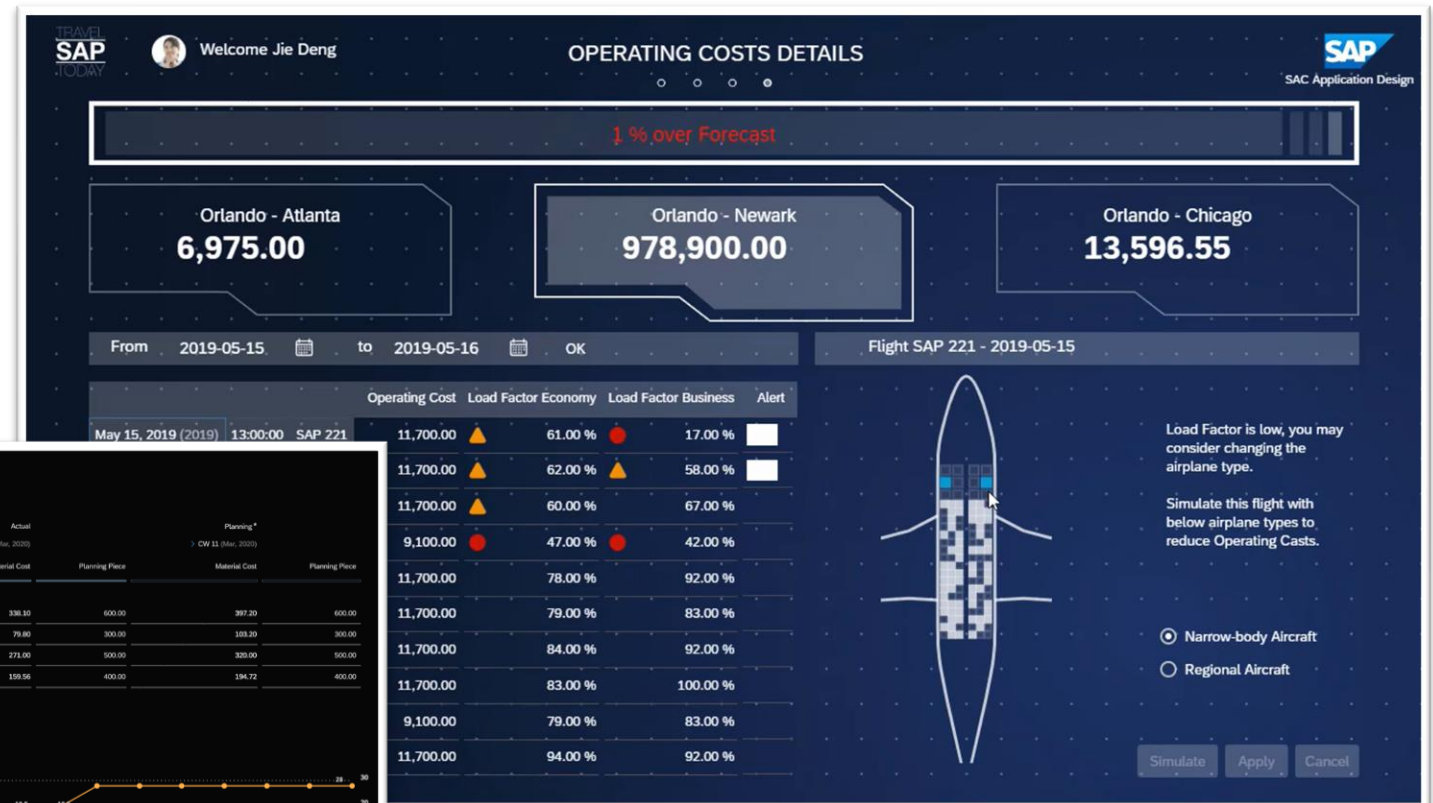 TRAVEL
SAP
TODAY
Welcome Jie Deng
OPERATING COSTS DETAILS
SAP
SAC Application Design
1 % over Forecast
Orlando - Atlanta
6,975.00
Orlando - Newark
978,900.00
Orlando - Chicago
13,596.55
From 2019-05-15 to 2019-05-16 OK
Flight SAP 221 - 2019-05-15
Operating Cost Load Factor Economy Load Factor Business Alert
May 15, 2019 (2019) 13:00:00 SAP 221 11,700.00 61.00 % 17.00 %
11,700.00 62.00 % 58.00 %
11,700.00 60.00 % 67.00 %
9,100.00 47.00 % 42.00 %
11,700.00 78.00 % 92.00 %
11,700.00 79.00 % 83.00 %
11,700.00 84.00 % 92.00 %
11,700.00 83.00 % 100.00 %
9,100.00 79.00 % 83.00 %
11,700.00 94.00 % 92.00 %
Load Factor is low, you may
consider changing the
airplane type.
Simulate this flight with
below airplane types to
reduce Operating Casts.
Narrow-body Aircraft
Regional Aircraft
Simulate Apply Cancel
Actual Planning*
2020) > CW 11 (Mar, 2020)
Cost Planning Piece Material Cost Planning Piece
338.10 600.00 397.20 600.00
79.80 300.00 103.20 300.00
271.00 500.00 320.00 500.00
159.56 400.00 194.72 400.00
28 30